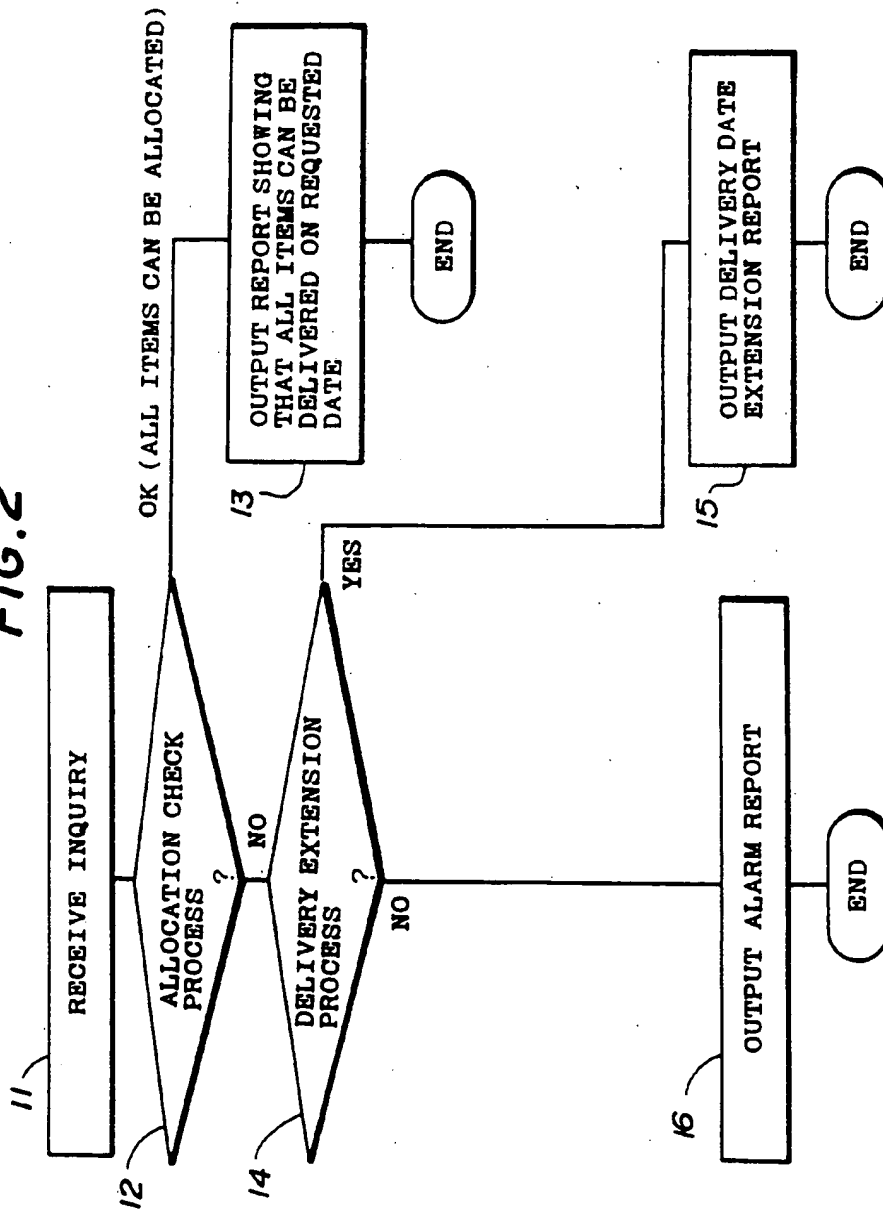 FIG.2
11
RECEIVE INQUIRY
12
ALLOCATION CHECK
PROCESS
?
OK (ALL ITEMS CAN BE ALLOCATED)
NO
13
OUTPUT REPORT SHOWING
THAT ALL ITEMS CAN BE
DELIVERED ON REQUESTED
DATE
END
14
DELIVERY EXTENSION
PROCESS
?
YES
NO
15
OUTPUT DELIVERY DATE
EXTENSION REPORT
END
16
OUTPUT ALARM REPORT
END